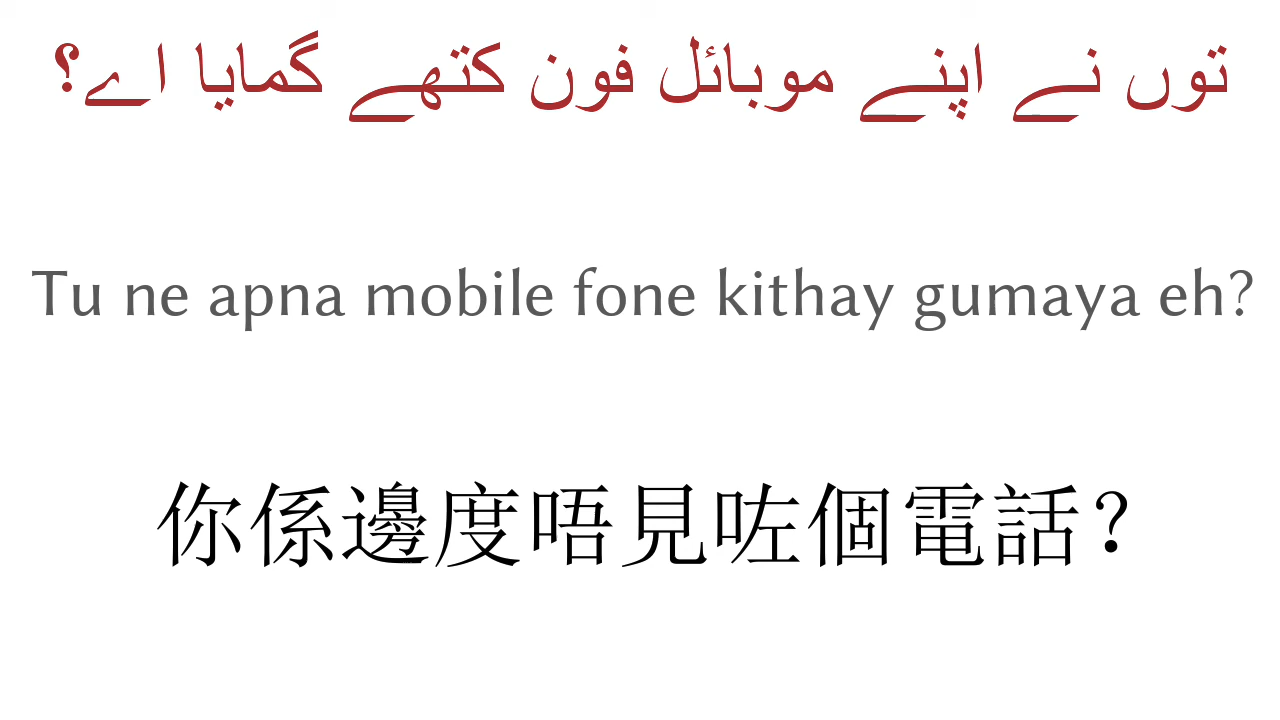 توں نے اپنے موبائل فون کتھے گمایا اے؟
Tu ne apna mobile fone kithay gumaya eh?
你係邊度唔見咗個電話?